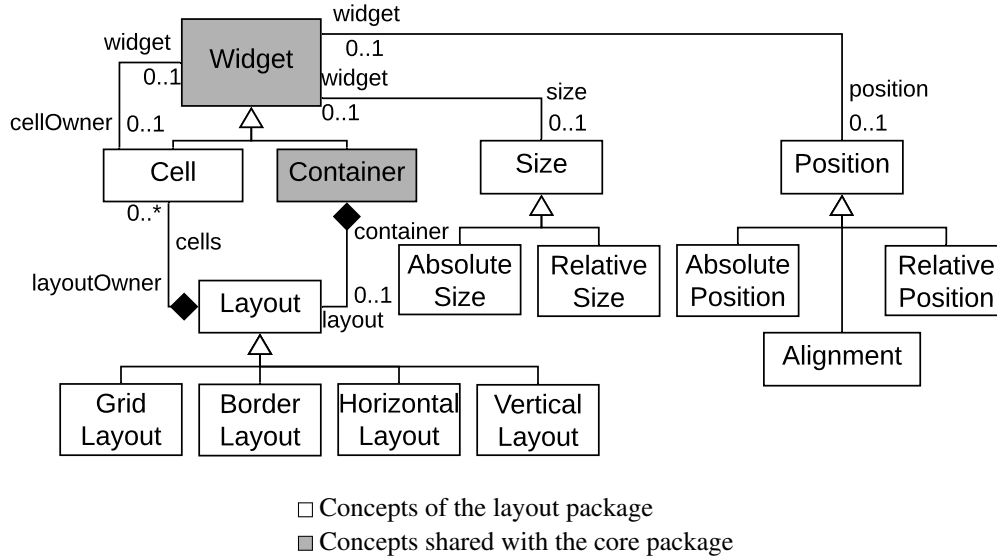 widget
widget
Widget
0..1
0..1
widget
size
position
cellOwner
0..1
0..1
0..1
0..1
Cell
Container
Size
Position
0..*
cells
container
layoutOwner
Absolute
Size
Relative
Size
Absolute
Position
Relative
Position
Layout
0..1
layout
Alignment
Grid
Layout
Border
Layout
Horizontal
Layout
Vertical
Layout
Concepts of the layout package
Concepts shared with the core package